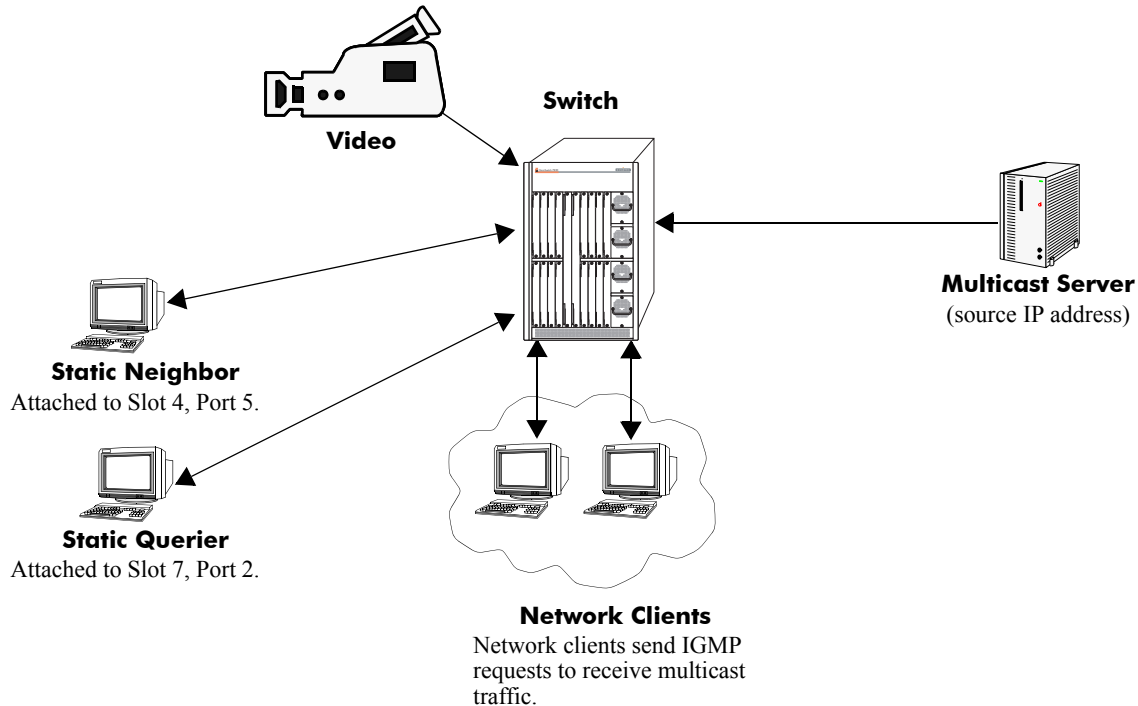 Switch
Video
Multicast Server
(source IP address)
Static Neighbor
Attached to Slot 4, Port 5.
Static Querier
Attached to Slot 7, Port 2.
Network Clients
Network clients send IGMP
requests to receive multicast
traffic.